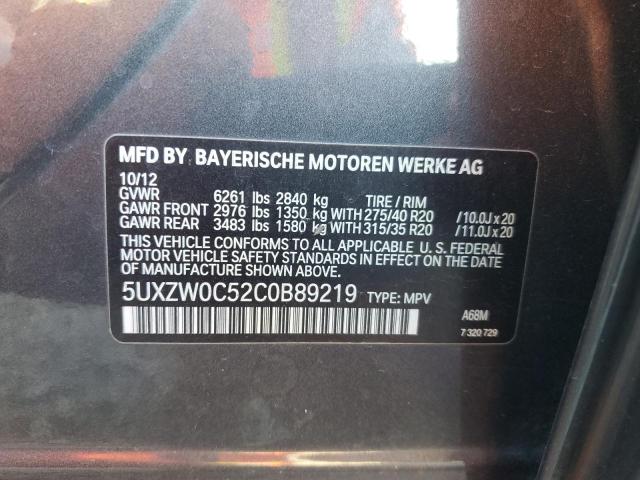 MFD BY BAYERISCHE MOTOREN WERKE AG
10/12
GVWR 6261 lbs 2840 kg TIRE / RIM
GAWR FRONT 2976 lbs 1350 kg WITH 275/40 R20 /10.0J x 20
GAWR REAR 3483 lbs 1580 kg WITH 315/35 R20 /11.0J x 20
THIS VEHICLE CONFORMS TO ALL APPLICABLE U. S. FEDERAL
MOTOR VEHICLE SAFETY STANDARDS IN EFFECT ON THE
DATE OF MANUFACTURE SHOWN ABOVE.
5UXZW0C52C0B89219 TYPE: MPV
A68M
7 320 729